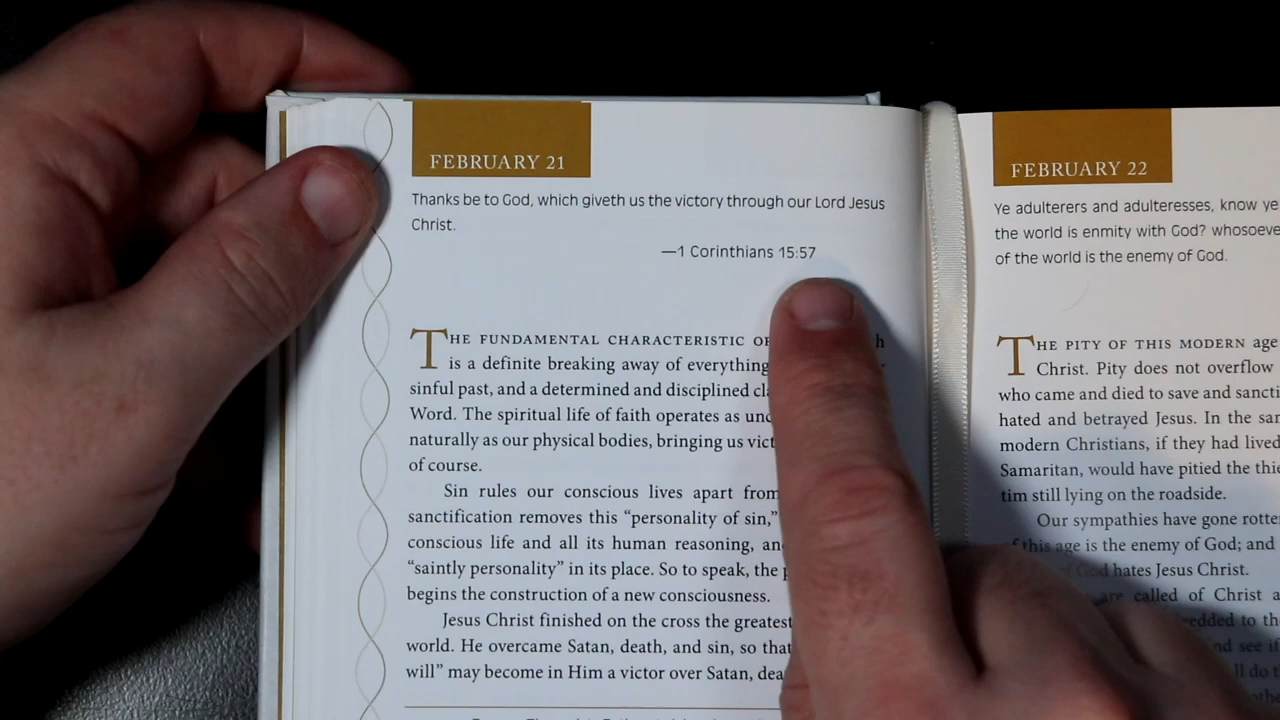 FEBRUARY 21
Thanks be to God, which giveth us the victory through our Lord Jesus
Christ.
—1 Corinthians 15:57
THE FUNDAMENTAL CHARACTERISTIC OF
is a definite breaking away of everything
sinful past, and a determined and disciplined
Word. The spiritual life of faith operates as
naturally as our physical bodies, bringing us
of course.
Sin rules our conscious lives apart from
sanctification removes this “personality of sin,”
conscious life and all its human reasoning,
“saintly personality” in its place. So to speak, the
begins the construction of a new consciousness.
Jesus Christ finished on the cross the greatest
world. He overcame Satan, death, and sin, so that
will” may become in Him a victor over Satan,
FEBRUARY 22
Ye adulterers and adulteresses, know ye
the world is enmity with God? whosoeve
of the world is the enemy of God.
THE PITY OF THIS MODERN age
Christ. Pity does not overflow
who came and died to save and sancti
hated and betrayed Jesus. In the sa
modern Christians, if they had lived
Samaritan, would have pitied the thie
tim still lying on the roadside.
Our sympathies have gone rotte
of this age is the enemy of God; and
of God hates Jesus Christ.
are called of Christ a
wedded to th
and see if